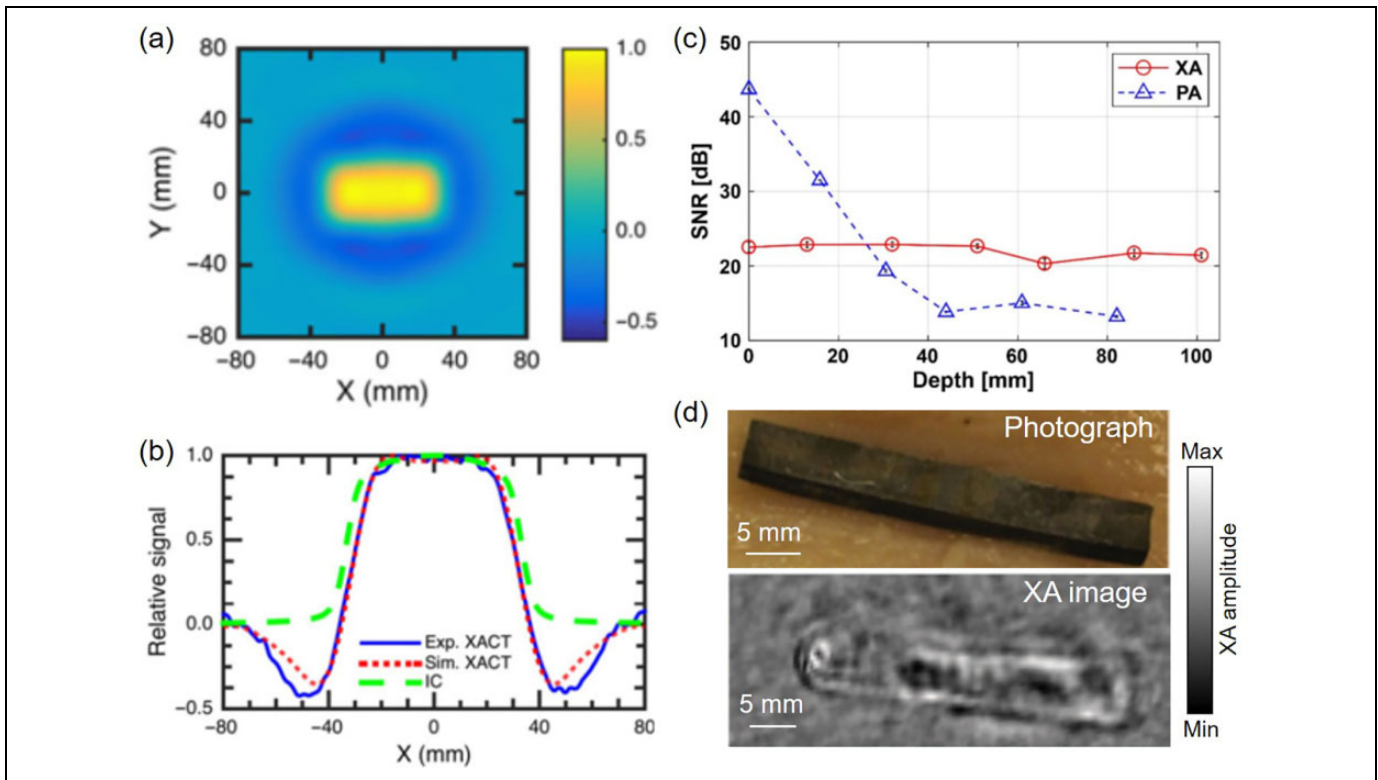 (a)
80
40
0
−40
−80
Y (mm)
−80 −40 0 40 80
X (mm)
1.0
0.5
0.0
−0.5
(b)
1.0
0.5
0.0
−0.5
Relative signal
Exp. XACT
Sim. XACT
IC
−80 −40 0 40 80
X (mm)
(c)
50
40
30
20
10
SNR [dB]
XA
PA
0 20 40 60 80 100
Depth [mm]
(d)
Photograph
5 mm
XA image
5 mm
Max
XA amplitude
Min